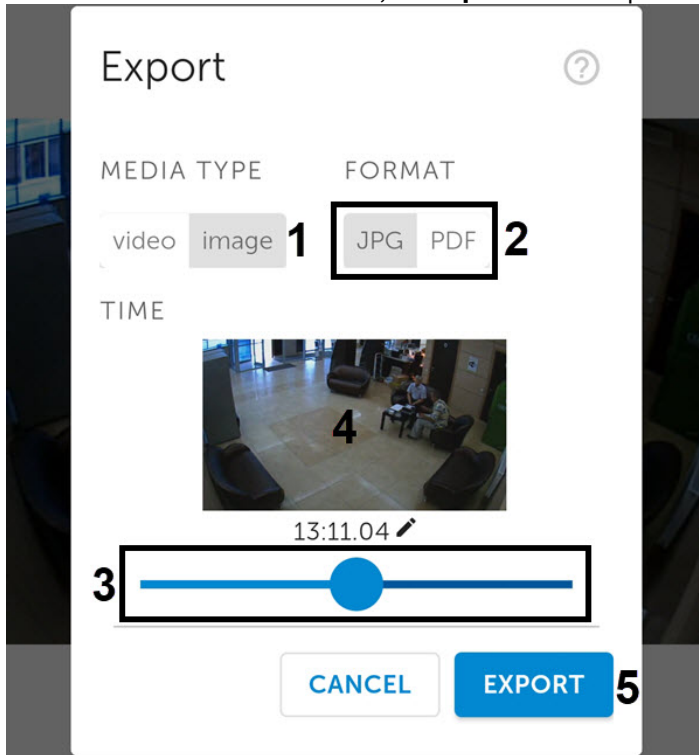 Export ?
MEDIA TYPE FORMAT
video image 1 JPG PDF 2
TIME
4
13:11.04
3
CANCEL EXPORT 5